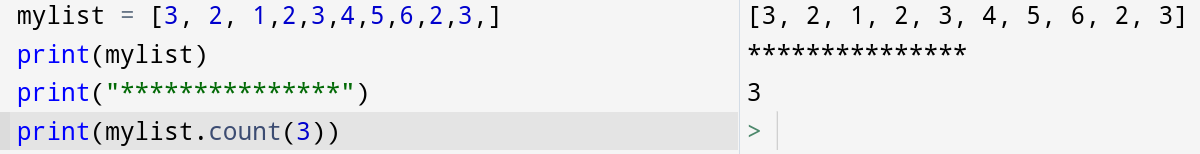 mylist = [3, 2, 1,2,3,4,5,6,2,3,]
print(mylist)
print("***************")
print(mylist.count(3))
[3, 2, 1, 2, 3, 4, 5, 6, 2, 3]
***************
3
>